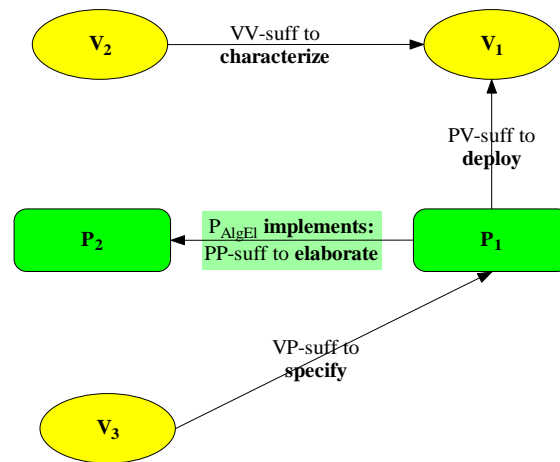 V2
VV-suff to
characterize
V1
PV-suff to
deploy
P2
PAlgEl implements:
PP-suff to elaborate
P1
VP-suff to
specify
V3